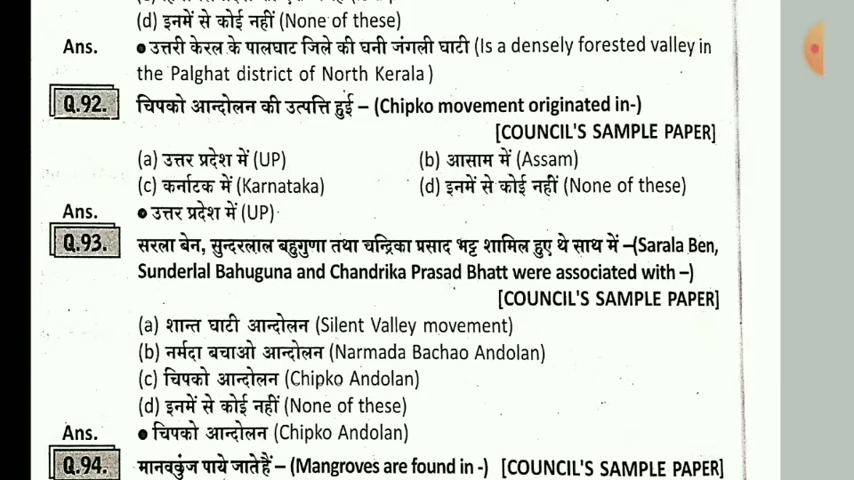 (d) इनमें से कोई नहीं (None of these)
Ans. ● उत्तरी केरल के पालघाट जिले की घनी जंगली घाटी (Is a densely forested valley in
the Palghat district of North Kerala)
Q.92. चिपको आन्दोलन की उत्पत्ति हुई – (Chipko movement originated in-)
[COUNCIL'S SAMPLE PAPER]
(a) उत्तर प्रदेश में (UP) (b) आसाम में (Assam)
(c) कर्नाटक में (Karnataka) (d) इनमें से कोई नहीं (None of these)
Ans. ● उत्तर प्रदेश में (UP)
Q.93. सरला बेन, सुन्दरलाल बहुगुणा तथा चन्द्रिका प्रसाद भट्ट शामिल हुए थे साथ में –(Sarala Ben,
Sunderlal Bahuguna and Chandrika Prasad Bhatt were associated with –)
[COUNCIL'S SAMPLE PAPER]
(a) शान्त घाटी आन्दोलन (Silent Valley movement)
(b) नर्मदा बचाओ आन्दोलन (Narmada Bachao Andolan)
(c) चिपको आन्दोलन (Chipko Andolan)
(d) इनमें से कोई नहीं (None of these)
Ans. ● चिपको आन्दोलन (Chipko Andolan)
Q.94. मानवकुंज पाये जाते हैं – (Mangroves are found in -) [COUNCIL'S SAMPLE PAPER]